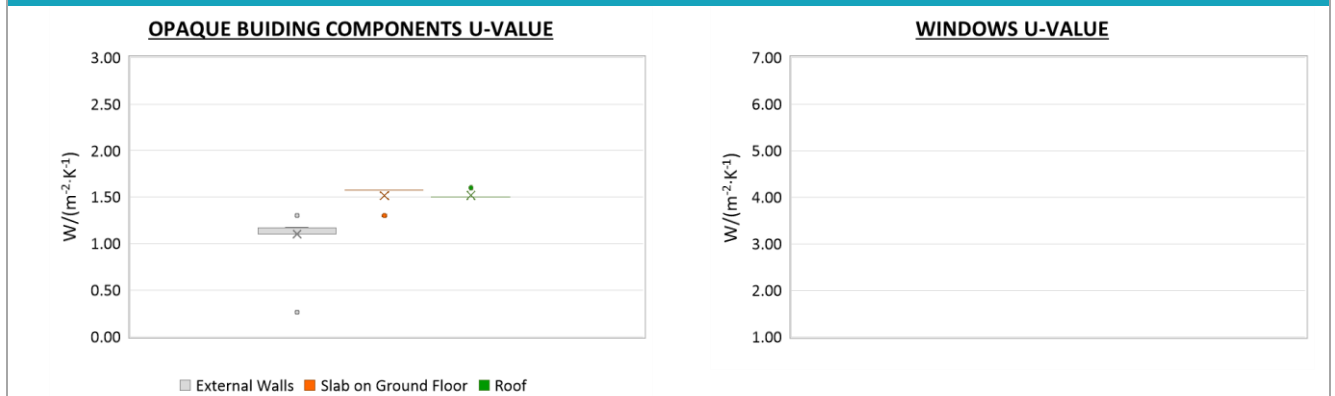 OPAQUE BUIDING COMPONENTS U-VALUE
3.00
2.50
2.00
1.50
1.00
0.50
0.00
W/(m⁻²·K⁻¹)
External Walls Slab on Ground Floor Roof
WINDOWS U-VALUE
7.00
6.00
5.00
4.00
3.00
2.00
1.00
W/(m⁻²·K⁻¹)